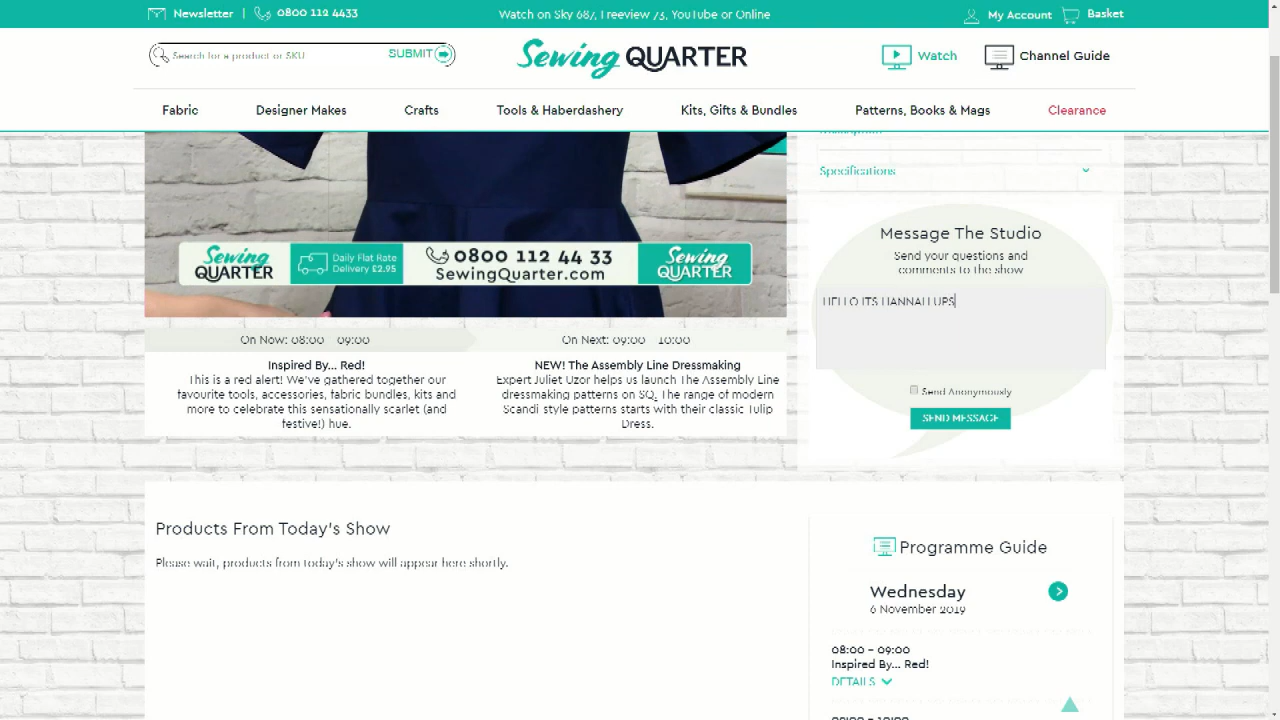 Newsletter | 0800 112 4433
Watch on Sky 687, Freeview 73, YouTube or Online
My Account
Basket
Search for a product or SKU
SUBMIT
Sewing QUARTER
Watch
Channel Guide
Fabric
Designer Makes
Crafts
Tools & Haberdashery
Kits, Gifts & Bundles
Patterns, Books & Mags
Clearance
Sewing QUARTER
Daily Flat Rate
Delivery £2.95
0800 112 44 33
SewingQuarter.com
Sewing QUARTER
On Now: 08:00 09:00
Inspired By... Red!
This is a red alert! We've gathered together our
favourite tools, accessories, fabric bundles, kits and
more to celebrate this sensationally scarlet (and
festive!) hue.
On Next: 09:00 10:00
NEW! The Assembly Line Dressmaking
Expert Juliet Uzor helps us launch The Assembly Line
dressmaking patterns on SQ. The range of modern
Scandi style patterns starts with their classic Tulip
Dress.
Specifications
Message The Studio
Send your questions and
comments to the show
HELLO ITS HANNAH UPS
Send Anonymously
SEND MESSAGE
Products From Today's Show
Please wait, products from today's show will appear here shortly.
Programme Guide
Wednesday
6 November 2019
08:00 - 09:00
Inspired By... Red!
DETAILS
09:00 - 10:00